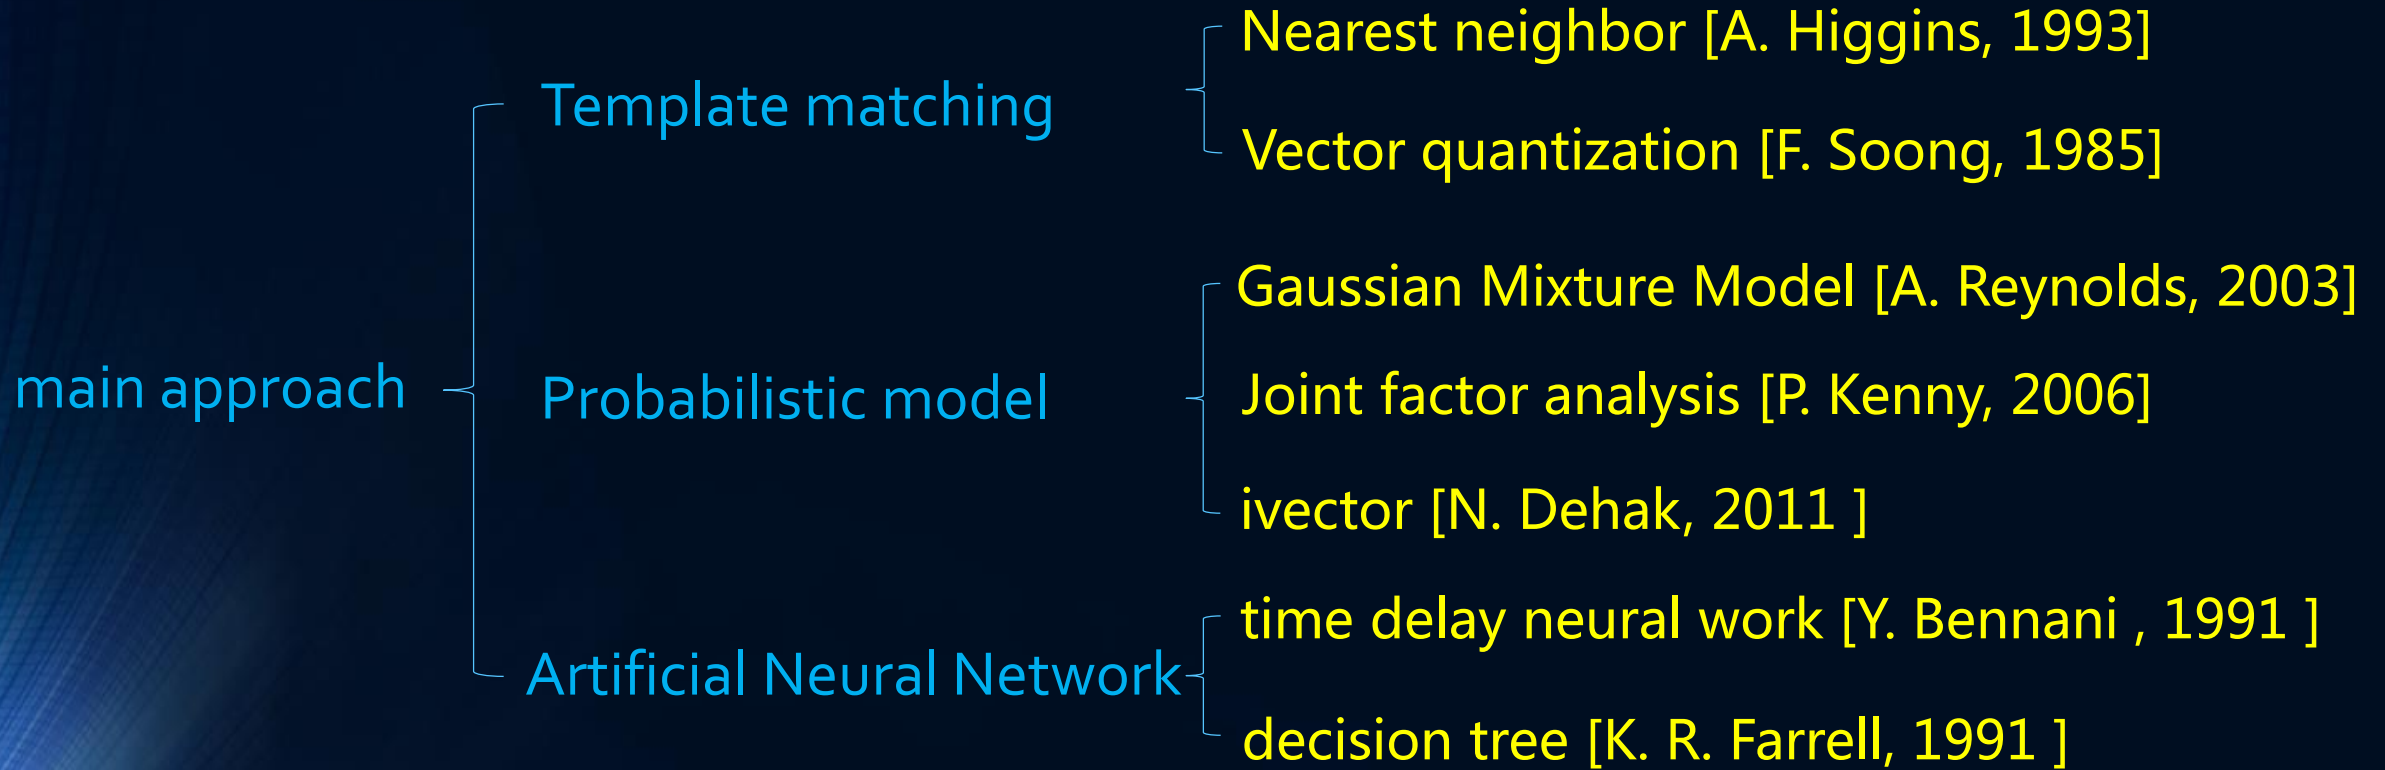 main approach
Template matching
Nearest neighbor [A. Higgins, 1993]
Vector quantization [F. Soong, 1985]
Probabilistic model
Gaussian Mixture Model [A. Reynolds, 2003]
Joint factor analysis [P. Kenny, 2006]
ivector [N. Dehak, 2011 ]
Artificial Neural Network
time delay neural work [Y. Bennani , 1991 ]
decision tree [K. R. Farrell, 1991 ]